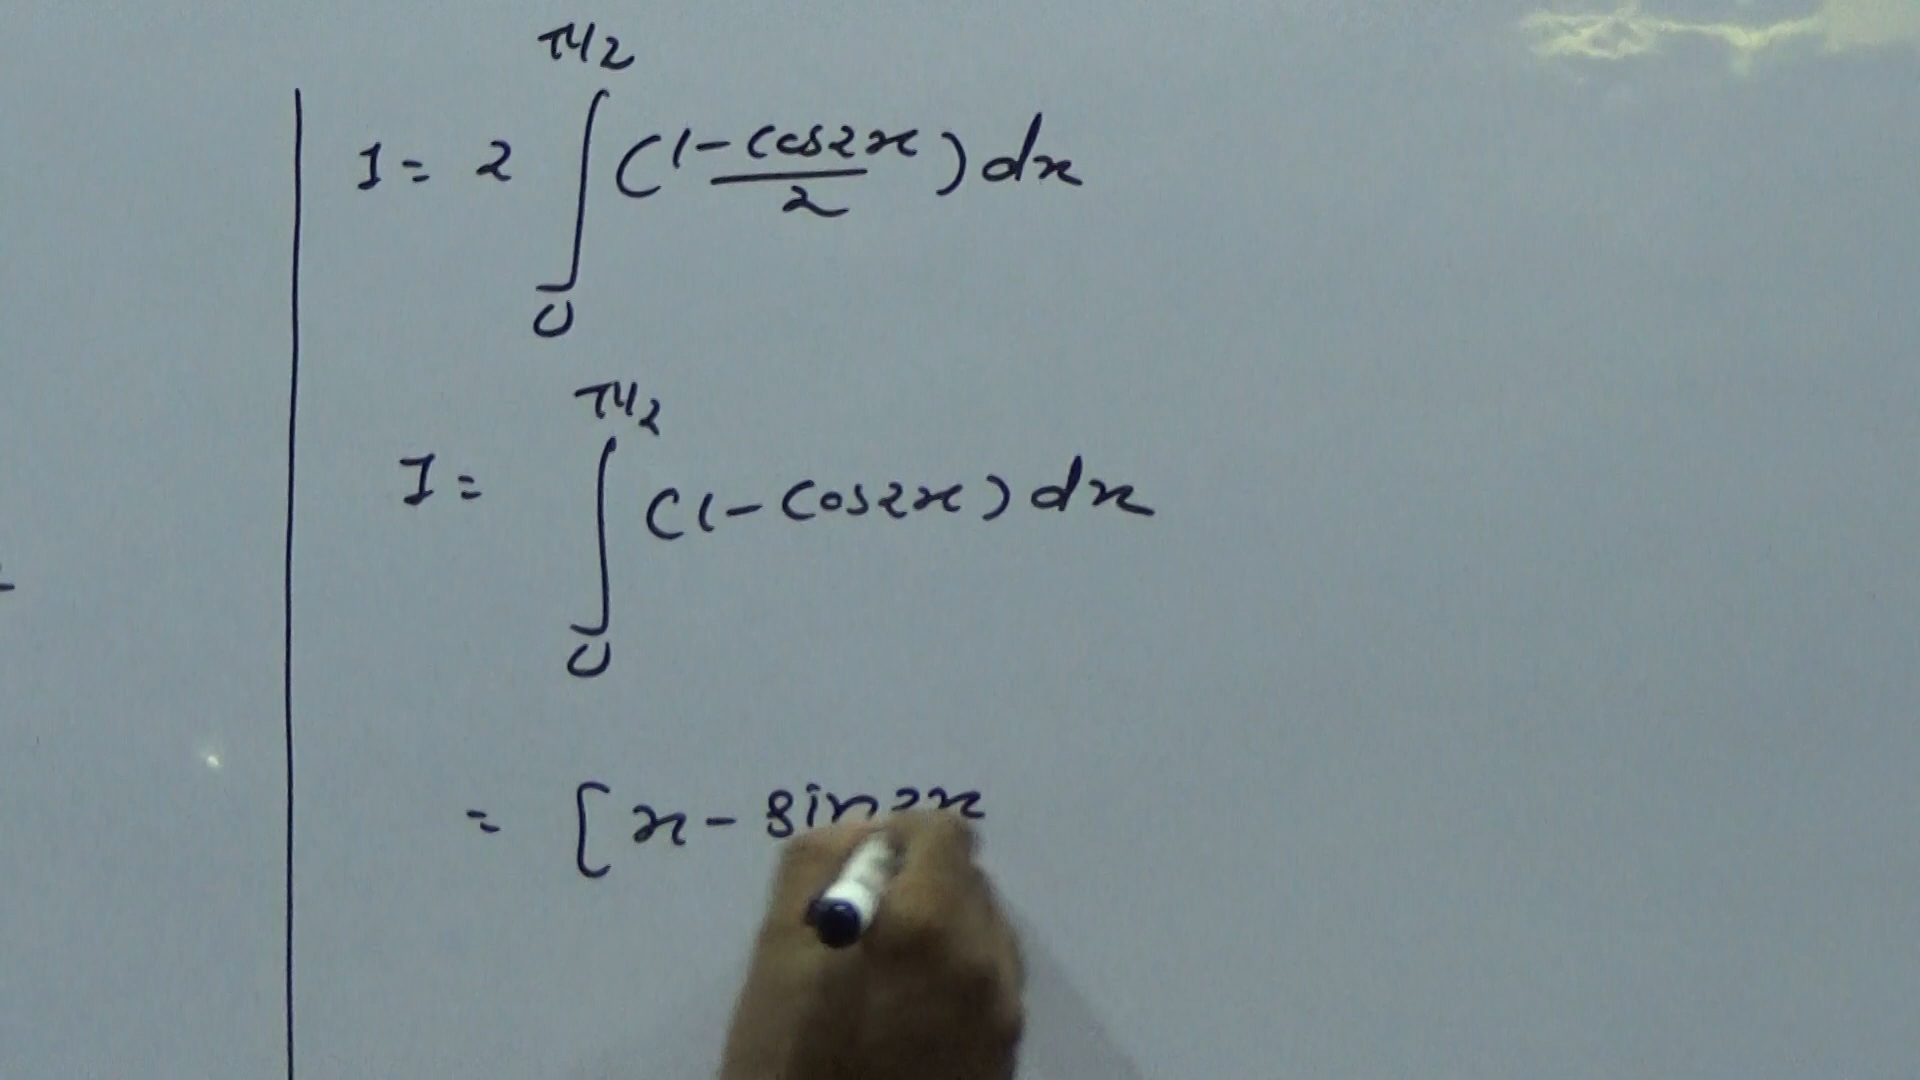 π/2
I = 2 ∫ (1-cos2x/2) dx
0
π/2
I = ∫ (1-cos2x) dx
0
= [x - sin2x